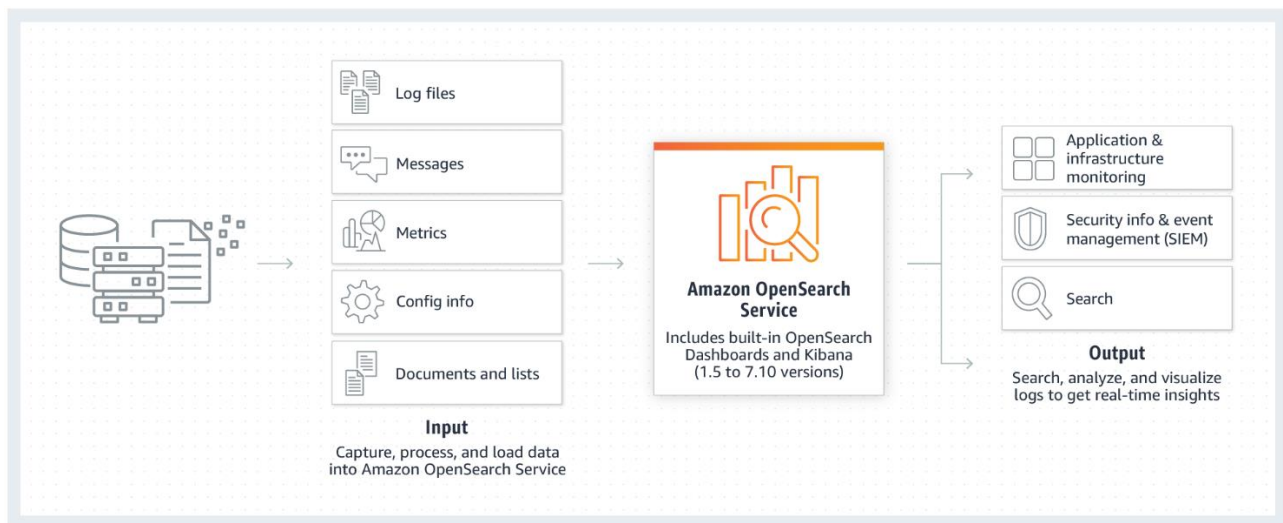 Log files
Messages
Metrics
Config info
Documents and lists
Input
Capture, process, and load data
into Amazon OpenSearch Service
Amazon OpenSearch
Service
Includes built-in OpenSearch
Dashboards and Kibana
(1.5 to 7.10 versions)
Application &
infrastructure
monitoring
Security info & event
management (SIEM)
Search
Output
Search, analyze, and visualize
logs to get real-time insights